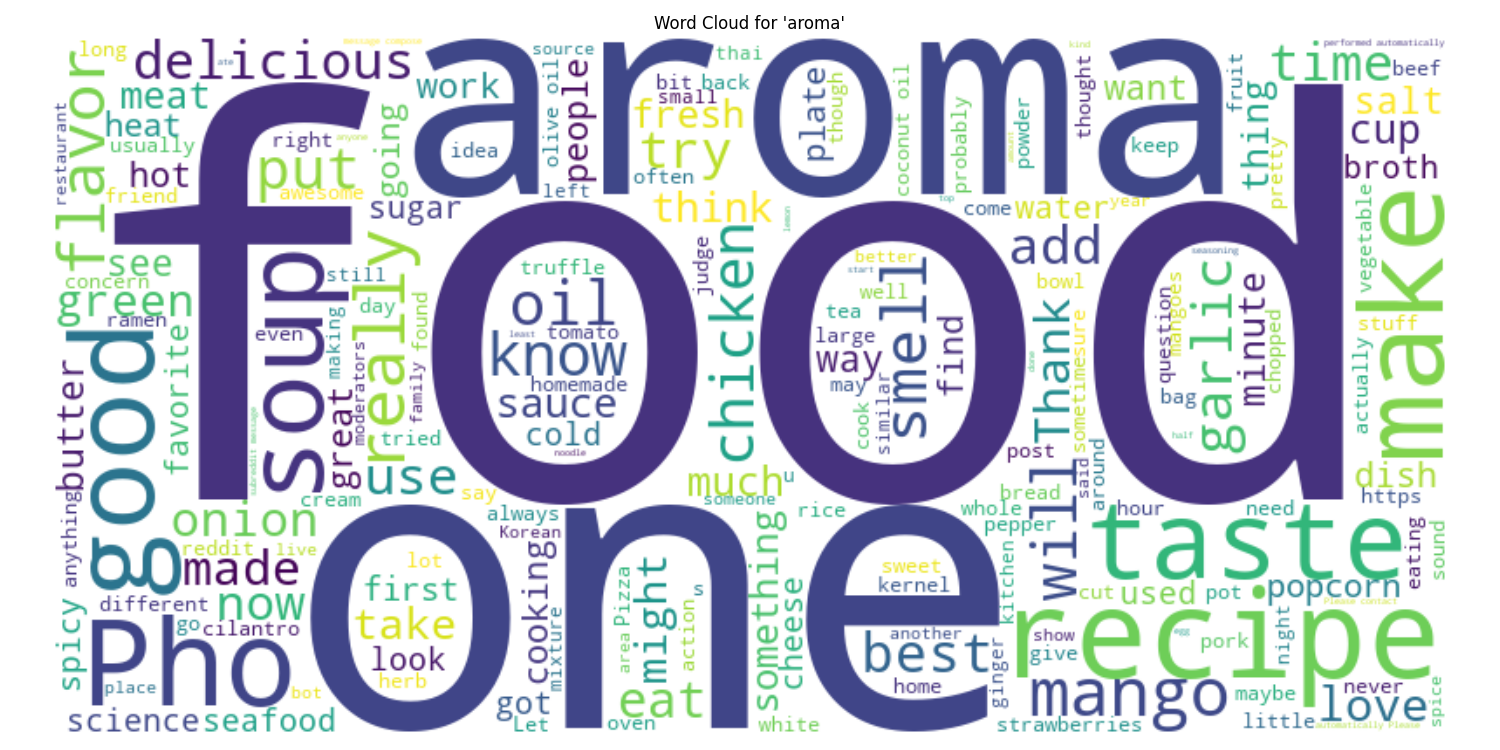 Word Cloud for 'aroma'
long
delicious
ate
message compose
aroma
source
thai
kind
performed automatically
time
beef
flavor
meat
work
olive oil
people
bit
back
small
plate
though
coconut oil
thought
want
fruit
salt
restaurant
heat
usually
right
anyone
going
idea
fresh
try
probably
powder
amount
keep
thing
pretty
cup
hot
put
awesome
friend
left
often
broth
sugar
think
lemon
top
come
water
year
food
see
concern
green
ramen
soup
still
really
day
found
truffle
oil
least
tomato
know
homemade
sauce
cold
noodle
judge
chicken
better
start
well
tea
large
way
may
smell
find
cook
similar
add
bowl
done
Thank
sometimes
sure
seasoning
question
mangoes
garlic
minute
chopped
bag
half
vegetable
make
stuff
actually
good
butter
favorite
even
making
moderators
family
great
tried
subreddit message
use
cream
say
much
u
someone
post
said
around
dish
https
anything
onion
reddit
live
made
always
Korean
rice
whole
bread
pepper
will
hour
need
taste
eating
sound
one
spicy
different
now
go
cilantro
Pho
place
bot
lot
first
take
look
herb
cooking
mixture
got
Let
area
Pizza
might
s
action
eat
oven
something
cheese
white
sweet
kernel
another
best
home
kitchen
ginger
cut
used
pot
popcorn
Please contact
recipe
egg
show
give
pork
night
mango
maybe
never
love
little
spice
automatically Please
science
seafood
strawberries